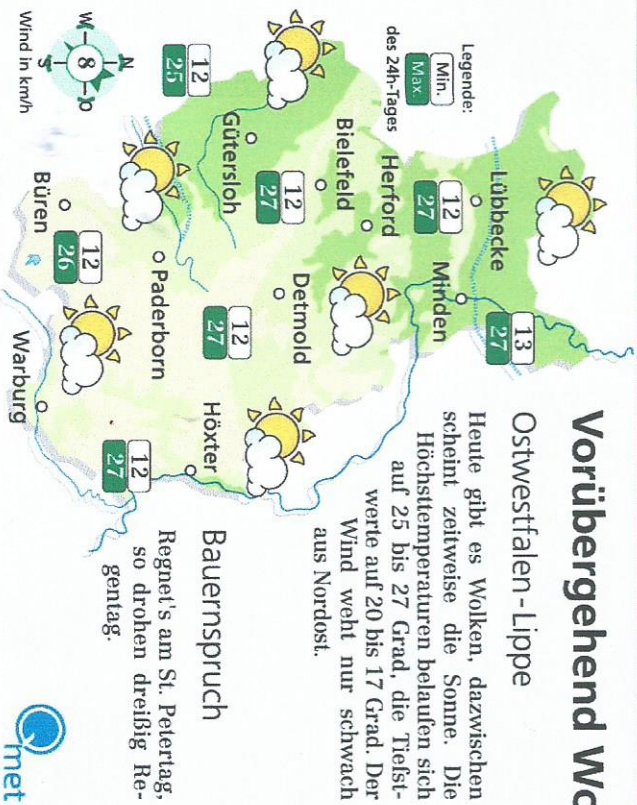 Vorübergehend Wo
Ostwestfalen-Lippe
Heute gibt es Wolken, dazwischen
scheint zeitweise die Sonne. Die
Höchsttemperaturen belaufen sich
auf 25 bis 27 Grad, die Tiefst-
werte auf 20 bis 17 Grad. Der
Wind weht nur schwach
aus Nordost.
Bauernspruch
Regnet's am St. Petertag,
so drohen dreißig Re-
gentag.
Qmet
Legende:
Min.
Max.
des 24h-Tages
Lübbecke
Minden
13
27
12
27
Herford
Bielefeld
12
27
Gütersloh
12
25
Detmold
12
27
Höxter
Paderborn
12
27
Büren
12
26
Warburg
N
W
8
O
S
Wind in km/h